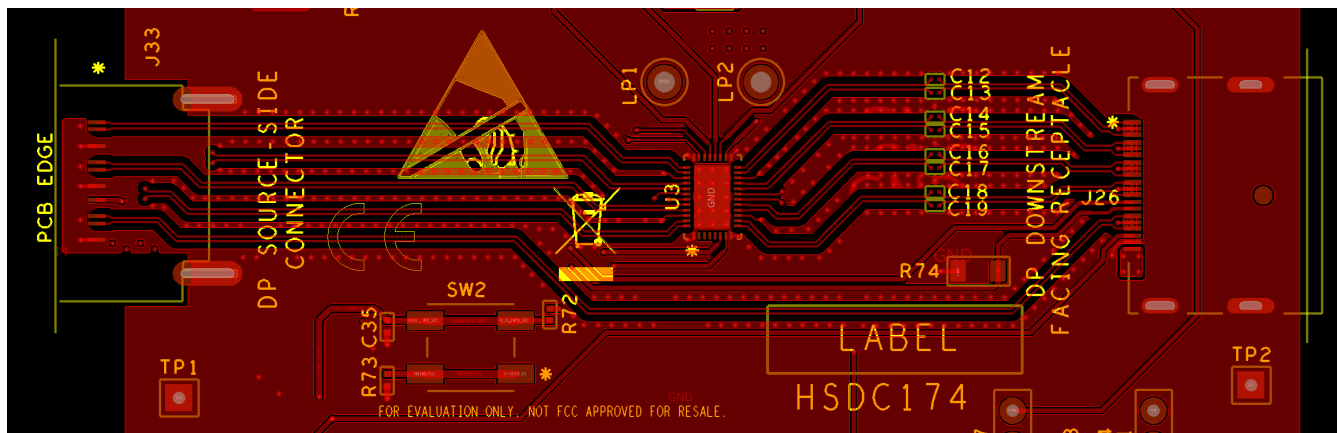 J33
PCB EDGE
DP SOURCE-SIDE
CONNECTOR
LP1
LP2
U3
GND
C12
C13
C14
C15
C16
C17
C18
C19
DP DOWNSTREAM
FACING RECEPTACLE
J26
GND
R74
SW2
R72
C35
R73
TP1
LABEL
HSDC174
TP2
GND
FOR EVALUATION ONLY. NOT FCC APPROVED FOR RESALE.